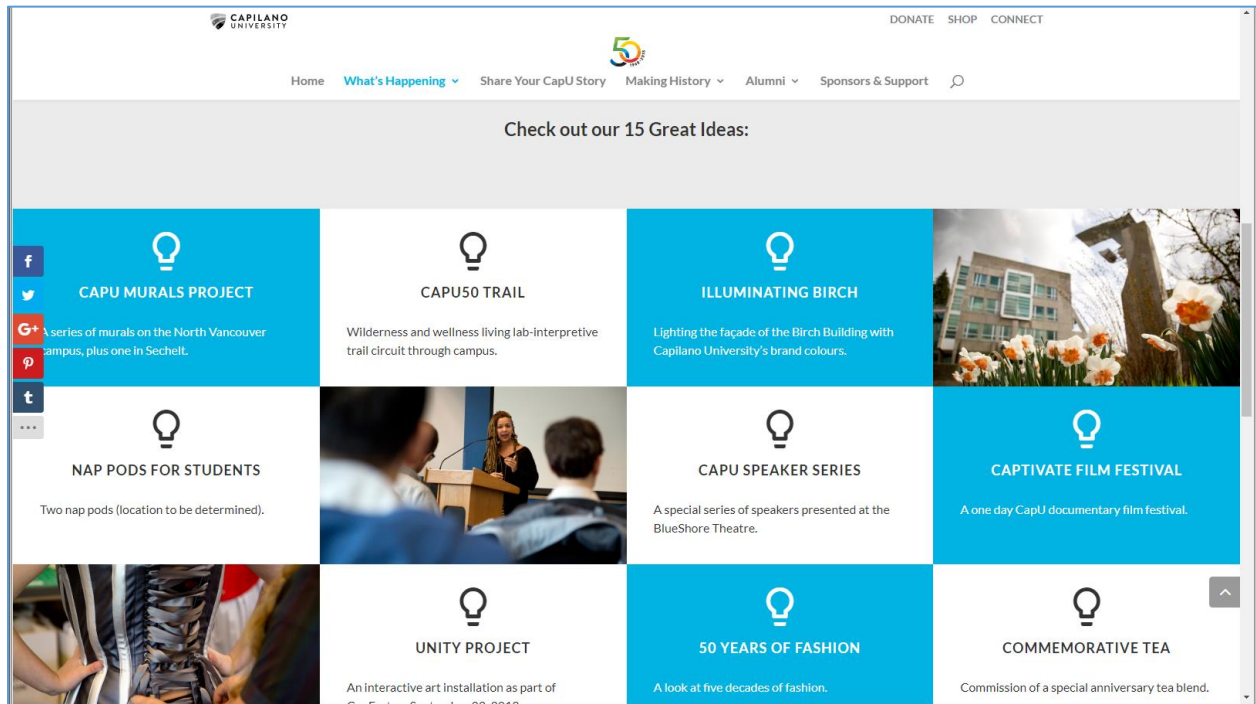 CAPILANO
UNIVERSITY
DONATE SHOP CONNECT
50
Home What's Happening Share Your CapU Story Making History Alumni Sponsors & Support
Check out our 15 Great Ideas:
CAPU MURALS PROJECT
A series of murals on the North Vancouver
campus, plus one in Sechelt.
CAPU50 TRAIL
Wilderness and wellness living lab-interpretive
trail circuit through campus.
ILLUMINATING BIRCH
Lighting the façade of the Birch Building with
Capilano University's brand colours.
f
G+
t
NAP PODS FOR STUDENTS
Two nap pods (location to be determined).
CAPU SPEAKER SERIES
A special series of speakers presented at the
BlueShore Theatre.
CAPTIVATE FILM FESTIVAL
A one day CapU documentary film festival.
UNITY PROJECT
An interactive art installation as part of
50 YEARS OF FASHION
A look at five decades of fashion.
COMMEMORATIVE TEA
Commission of a special anniversary tea blend.